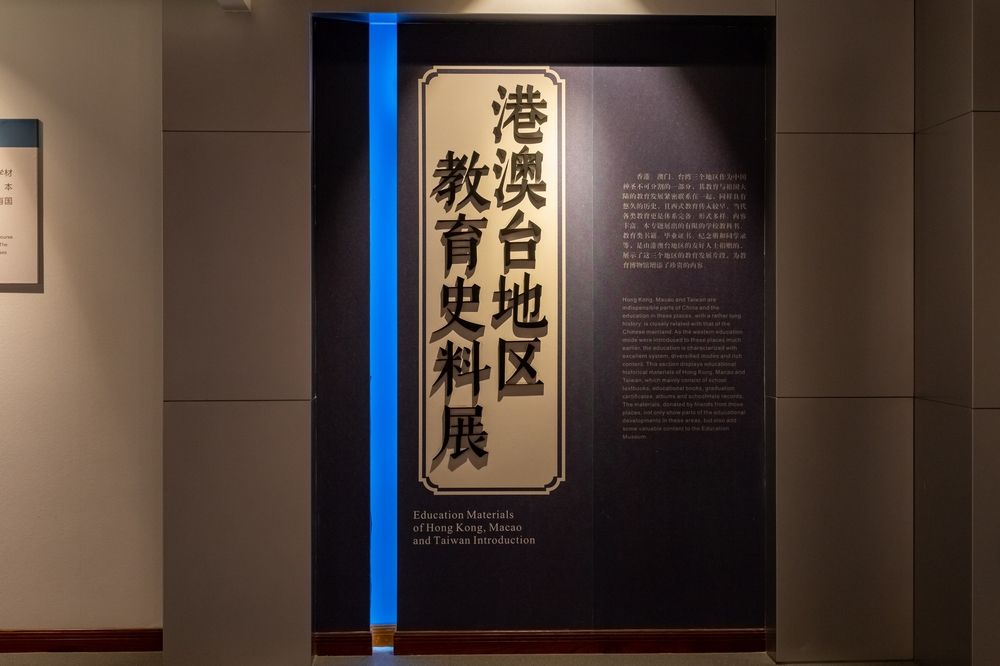 学材
本
国
ourse
The
ses
港澳台地区
教育史料展
Education Materials
of Hong Kong, Macao
and Taiwan Introduction
香港、澳门、台湾三个地区作为中国
神圣不可分割的一部分，其教育与祖国大
陆的教育发展紧密联系在一起，同样具有
悠久的历史，且西式教育传入较早，当代
各类教育更是体系完备、形式多样、内容
丰富。本专题展出的有限的学校教科书、
教育类书籍、毕业证书、纪念册和同学录
等，是由港澳台地区的友好人士捐赠的，
展示了这三个地区的教育发展片段，为教
育博物馆增添了珍贵的内容。
Hong Kong, Macao and Taiwan are
indispensible parts of China and the
education in these places, with a rather long
history, is closely related with that of the
Chinese mainland. As the western education
mode were introduced to these places much
earlier, the education is characterized with
excellent system, diversified modes and rich
content. This section displays educational
historical materials of Hong Kong, Macao and
Taiwan, which mainly consist of school
textbooks, educational books, graduation
certificates, albums and schoolmate records.
The materials, donated by friends from those
places, not only show parts of the educational
developments in these areas, but also add
some valuable content to the Education
Museum.